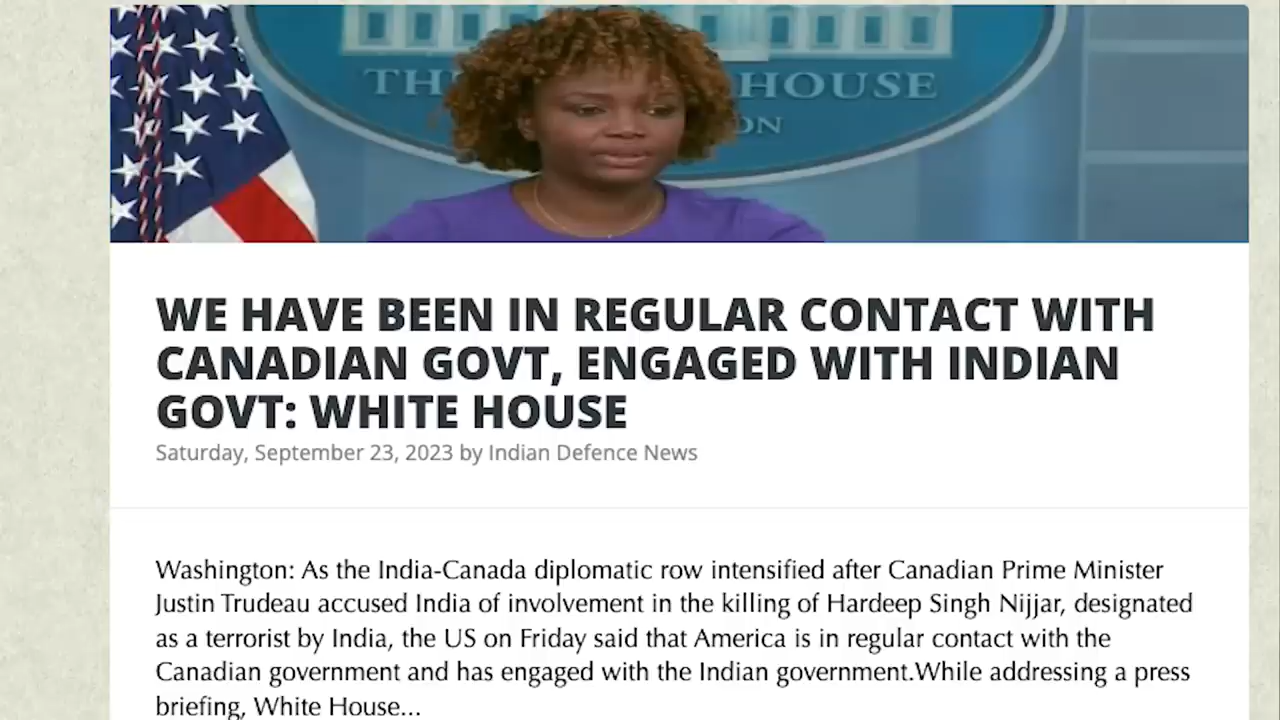 THE HOUSE
ON
WE HAVE BEEN IN REGULAR CONTACT WITH
CANADIAN GOVT, ENGAGED WITH INDIAN
GOVT: WHITE HOUSE
Saturday, September 23, 2023 by Indian Defence News
Washington: As the India-Canada diplomatic row intensified after Canadian Prime Minister
Justin Trudeau accused India of involvement in the killing of Hardeep Singh Nijjar, designated
as a terrorist by India, the US on Friday said that America is in regular contact with the
Canadian government and has engaged with the Indian government.While addressing a press
briefing, White House...